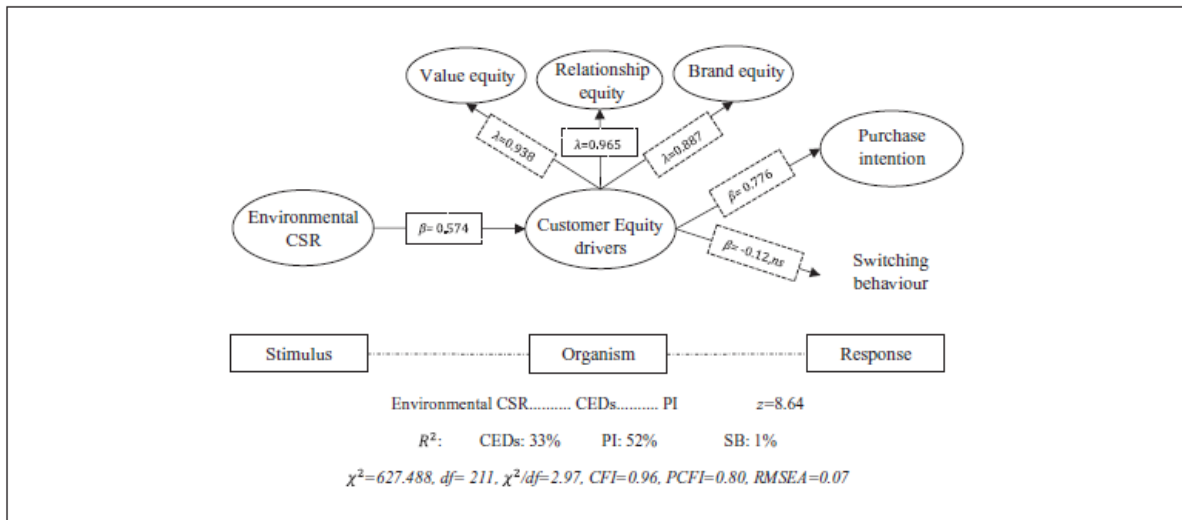 Value equity
Relationship
equity
Brand equity
λ=0.938
λ=0.965
λ=0.887
Purchase
intention
β= 0.776
Environmental
CSR
β= 0.574
Customer Equity
drivers
β= -0.12,ns
Switching
behaviour
Stimulus
Organism
Response
Environmental CSR.......... CEDs.......... PI z=8.64
R²: CEDs: 33% PI: 52% SB: 1%
χ²=627.488, df= 211, χ²/df=2.97, CFI=0.96, PCFI=0.80, RMSEA=0.07